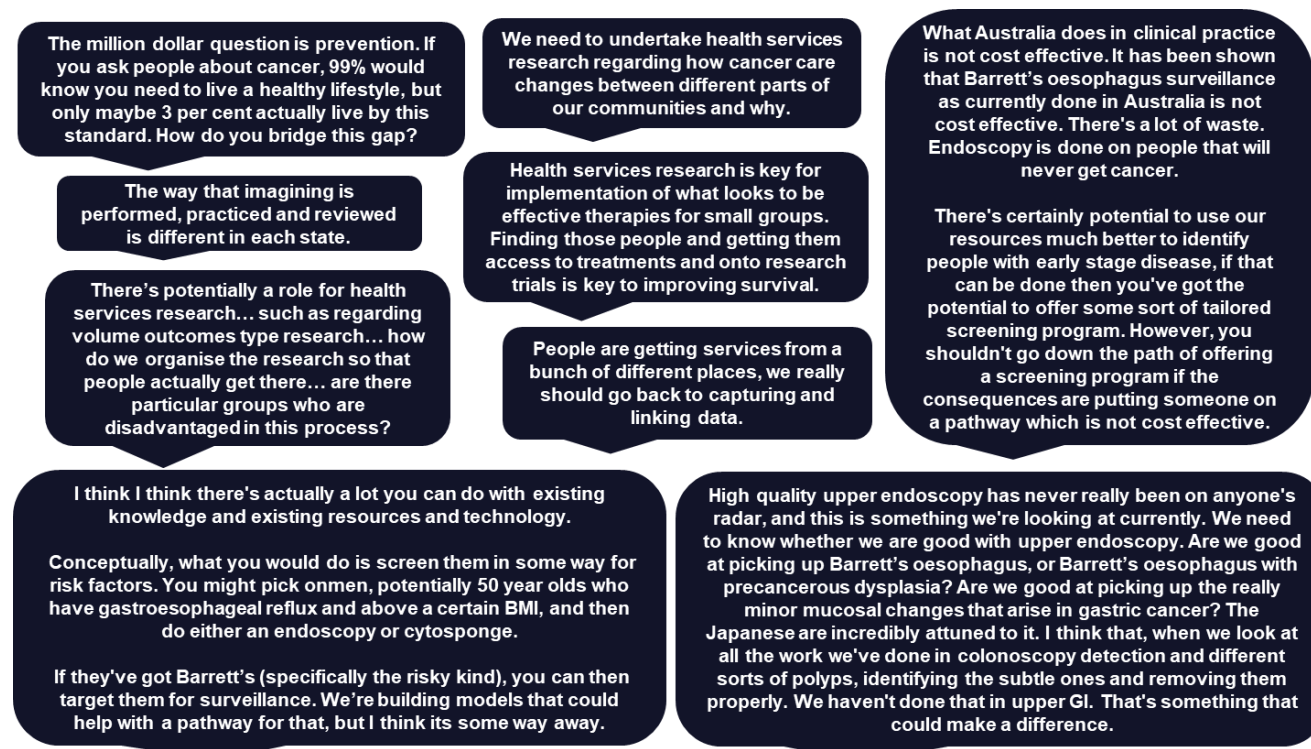 The million dollar question is prevention. If
you ask people about cancer, 99% would
know you need to live a healthy lifestyle, but
only maybe 3 per cent actually live by this
standard. How do you bridge this gap?
The way that imagining is
performed, practiced and reviewed
is different in each state.
There’s potentially a role for health
services research… such as regarding
volume outcomes type research… how
do we organise the research so that
people actually get there… are there
particular groups who are
disadvantaged in this process?
We need to undertake health services
research regarding how cancer care
changes between different parts of
our communities and why.
Health services research is key for
implementation of what looks to be
effective therapies for small groups.
Finding those people and getting them
access to treatments and onto research
trials is key to improving survival.
People are getting services from a
bunch of different places, we really
should go back to capturing and
linking data.
What Australia does in clinical practice
is not cost effective. It has been shown
that Barrett’s oesophagus surveillance
as currently done in Australia is not
cost effective. There's a lot of waste.
Endoscopy is done on people that will
never get cancer.
There's certainly potential to use our
resources much better to identify
people with early stage disease, if that
can be done then you've got the
potential to offer some sort of tailored
screening program. However, you
shouldn't go down the path of offering
a screening program if the
consequences are putting someone on
a pathway which is not cost effective.
I think I think there's actually a lot you can do with existing
knowledge and existing resources and technology.
Conceptually, what you would do is screen them in some way for
risk factors. You might pick onmen, potentially 50 year olds who
have gastroesophageal reflux and above a certain BMI, and then
do either an endoscopy or cytosponge.
If they've got Barrett’s (specifically the risky kind), you can then
target them for surveillance. We’re building models that could
help with a pathway for that, but I think its some way away.
High quality upper endoscopy has never really been on anyone's
radar, and this is something we're looking at currently. We need
to know whether we are good with upper endoscopy. Are we good
at picking up Barrett’s oesophagus, or Barrett’s oesophagus with
precancerous dysplasia? Are we good at picking up the really
minor mucosal changes that arise in gastric cancer? The
Japanese are incredibly attuned to it. I think that, when we look at
all the work we've done in colonoscopy detection and different
sorts of polyps, identifying the subtle ones and removing them
properly. We haven't done that in upper GI. That's something that
could make a difference.